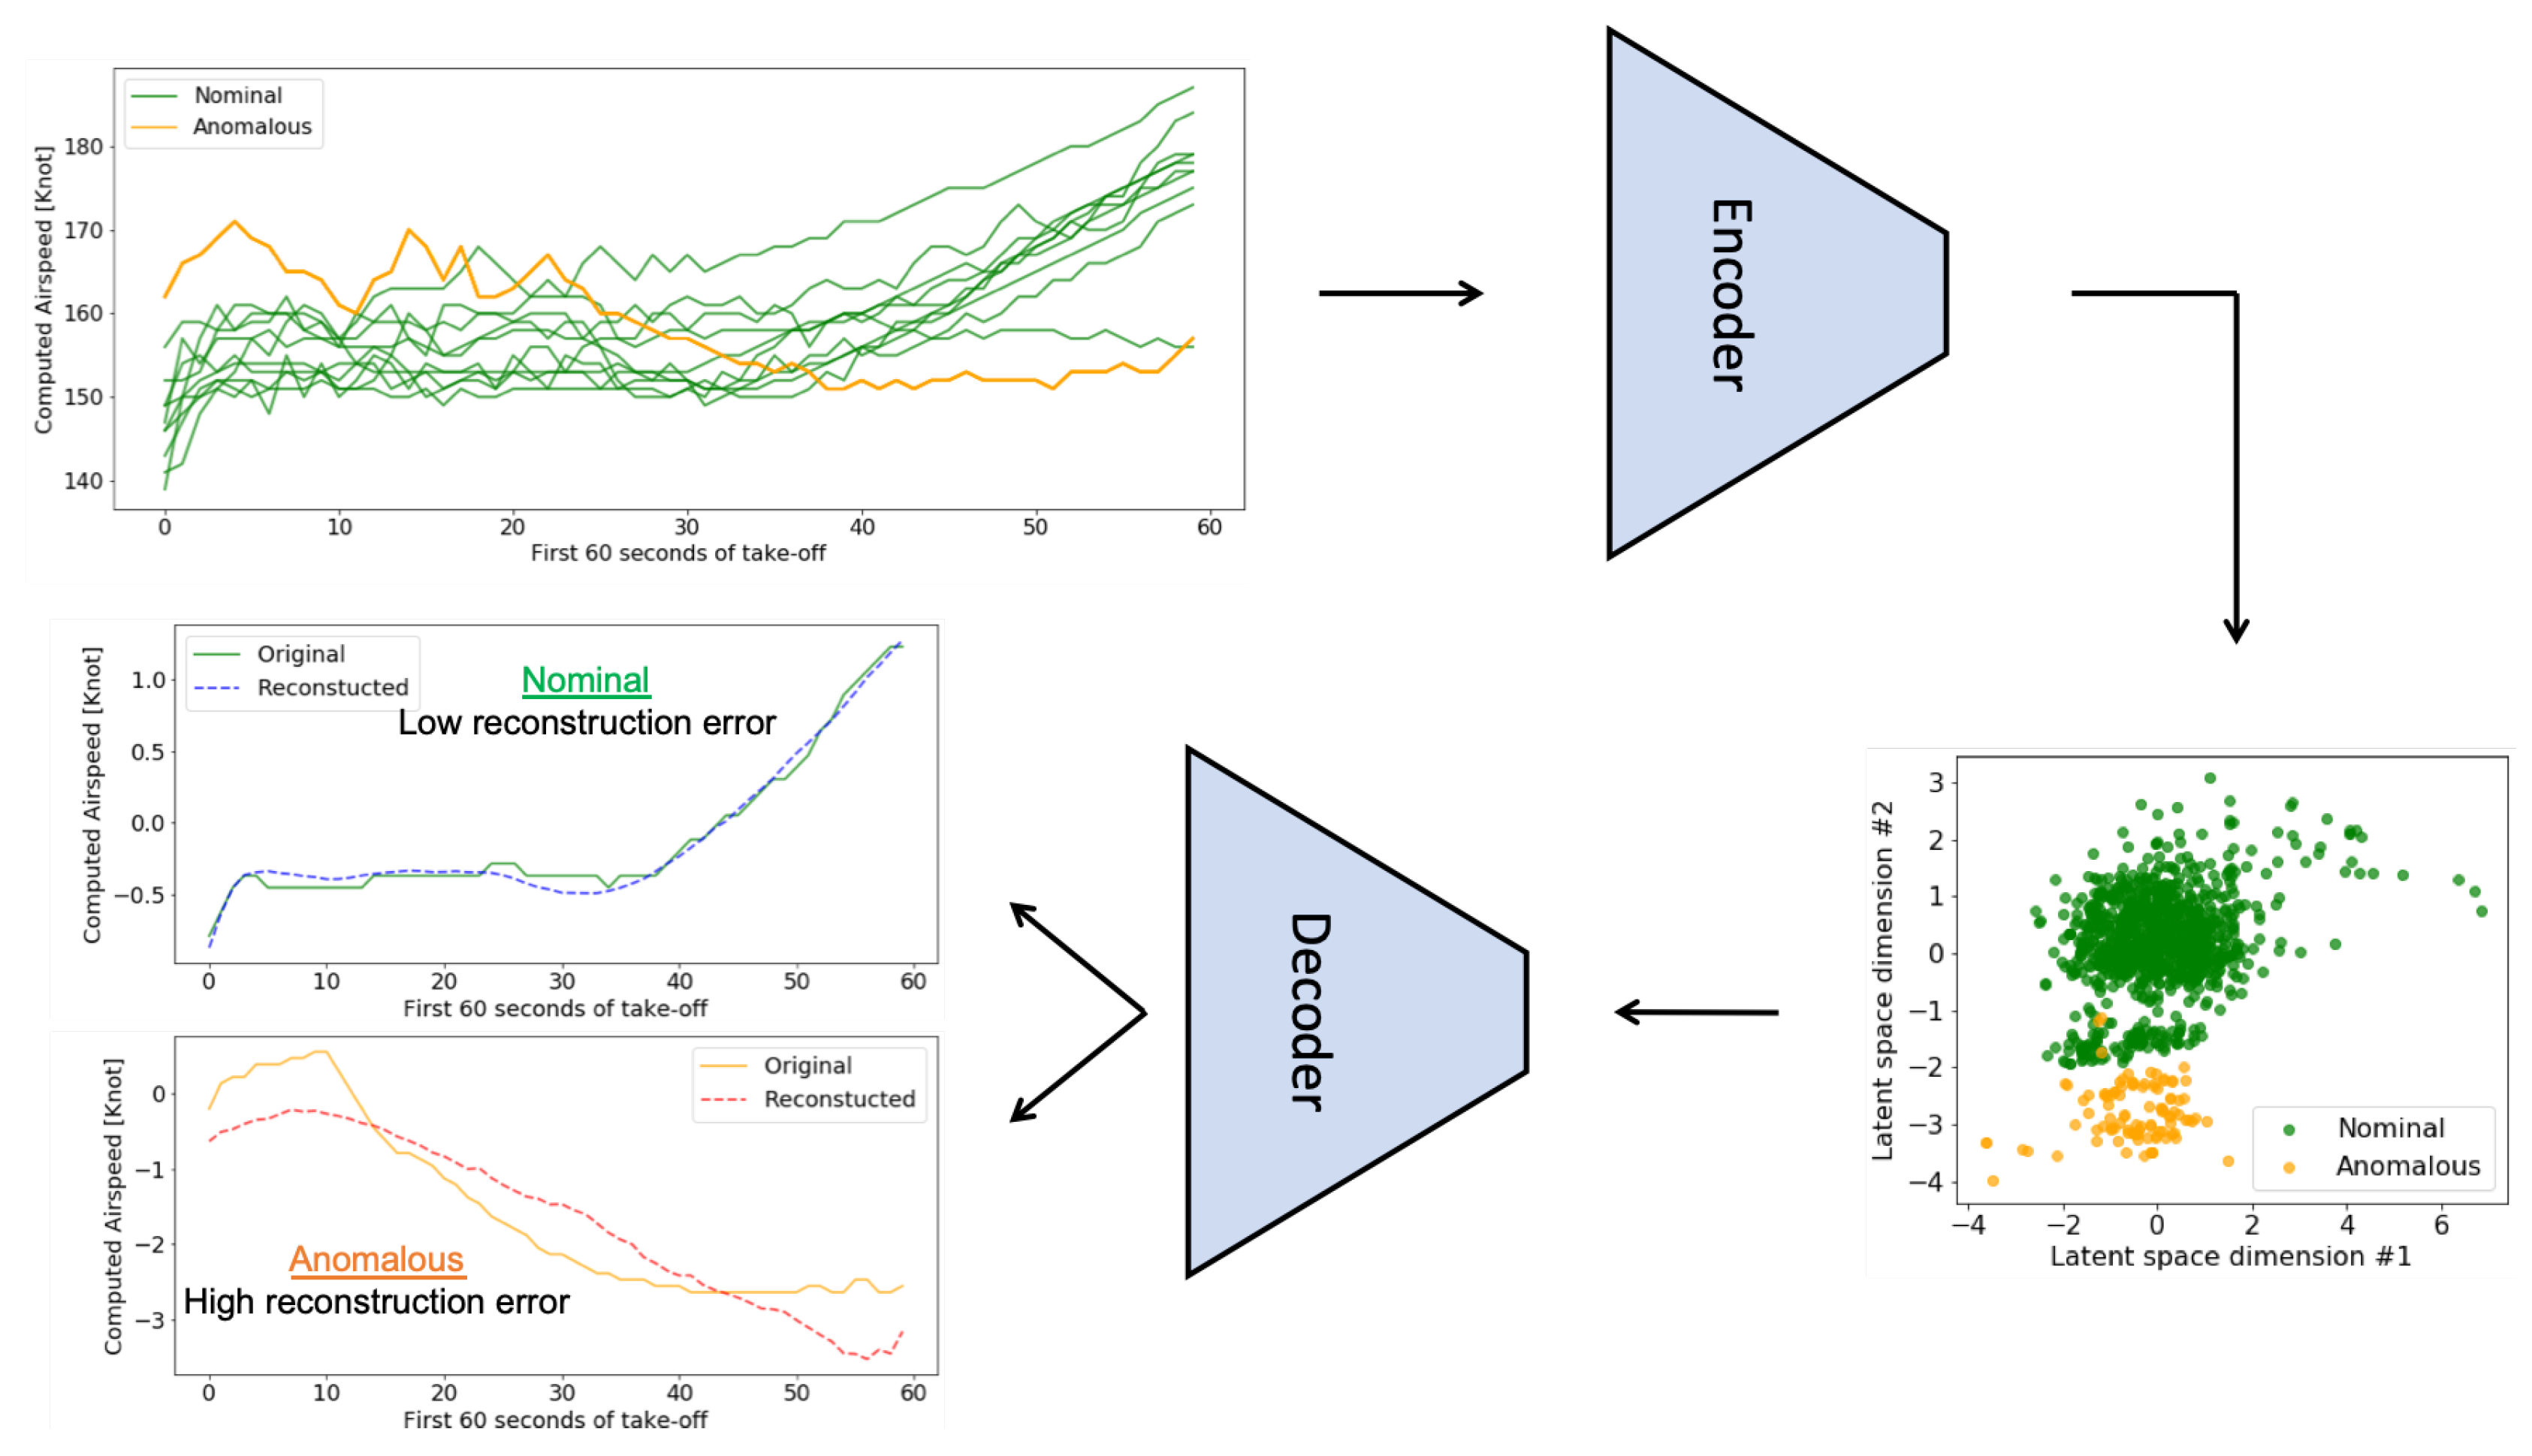 Nominal
Anomalous
Computed Airspeed [Knot]
180
170
160
150
140
0 10 20 30 40 50 60
First 60 seconds of take-off
Encoder
Original
Reconstucted
Nominal
Low reconstruction error
Computed Airspeed [Knot]
1.0
0.5
0.0
−0.5
0 10 20 30 40 50 60
First 60 seconds of take-off
Decoder
Latent space dimension #2
3
2
1
0
−1
−2
−3
−4
Nominal
Anomalous
−4 −2 0 2 4 6
Latent space dimension #1
Original
Reconstucted
Computed Airspeed [Knot]
0
−1
−2
−3
Anomalous
High reconstruction error
0 10 20 30 40 50 60
First 60 seconds of take-off